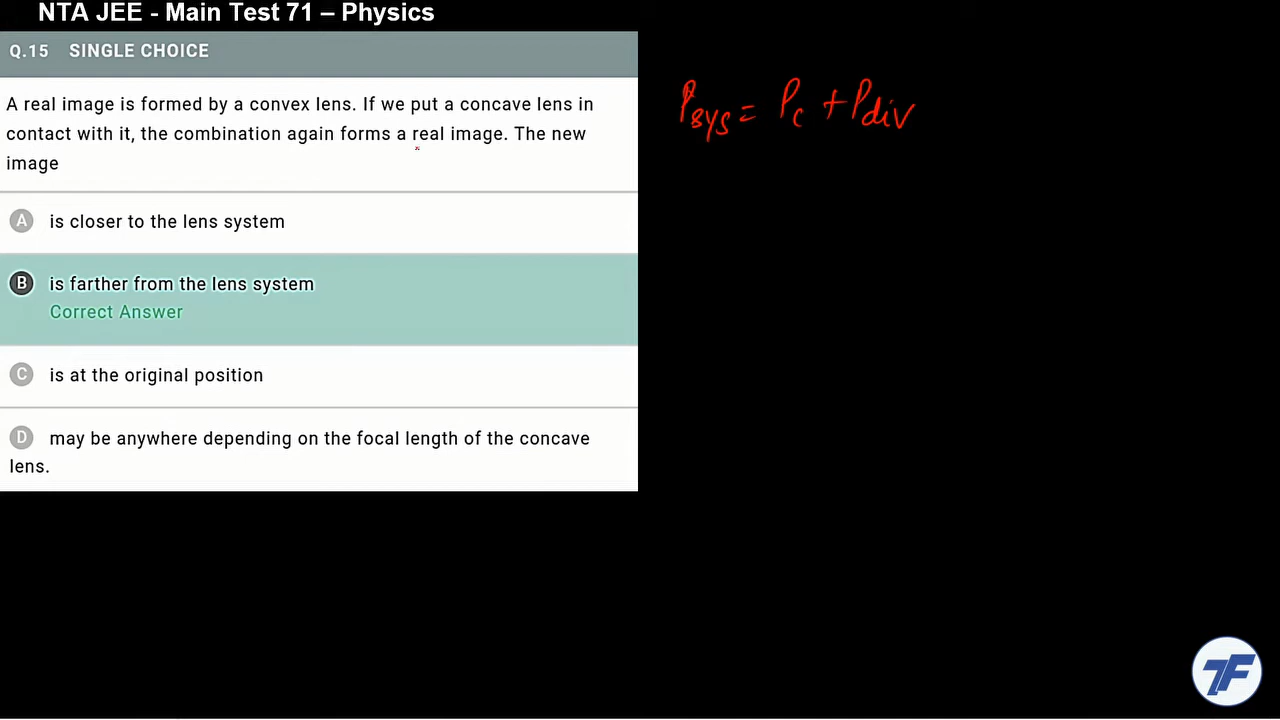 NTA JEE - Main Test 71 – Physics
Q.15 SINGLE CHOICE
A real image is formed by a convex lens. If we put a concave lens in
contact with it, the combination again forms a real image. The new
image
A is closer to the lens system
B is farther from the lens system
Correct Answer
C is at the original position
D may be anywhere depending on the focal length of the concave
lens.
Psys = Pc + Pdiv